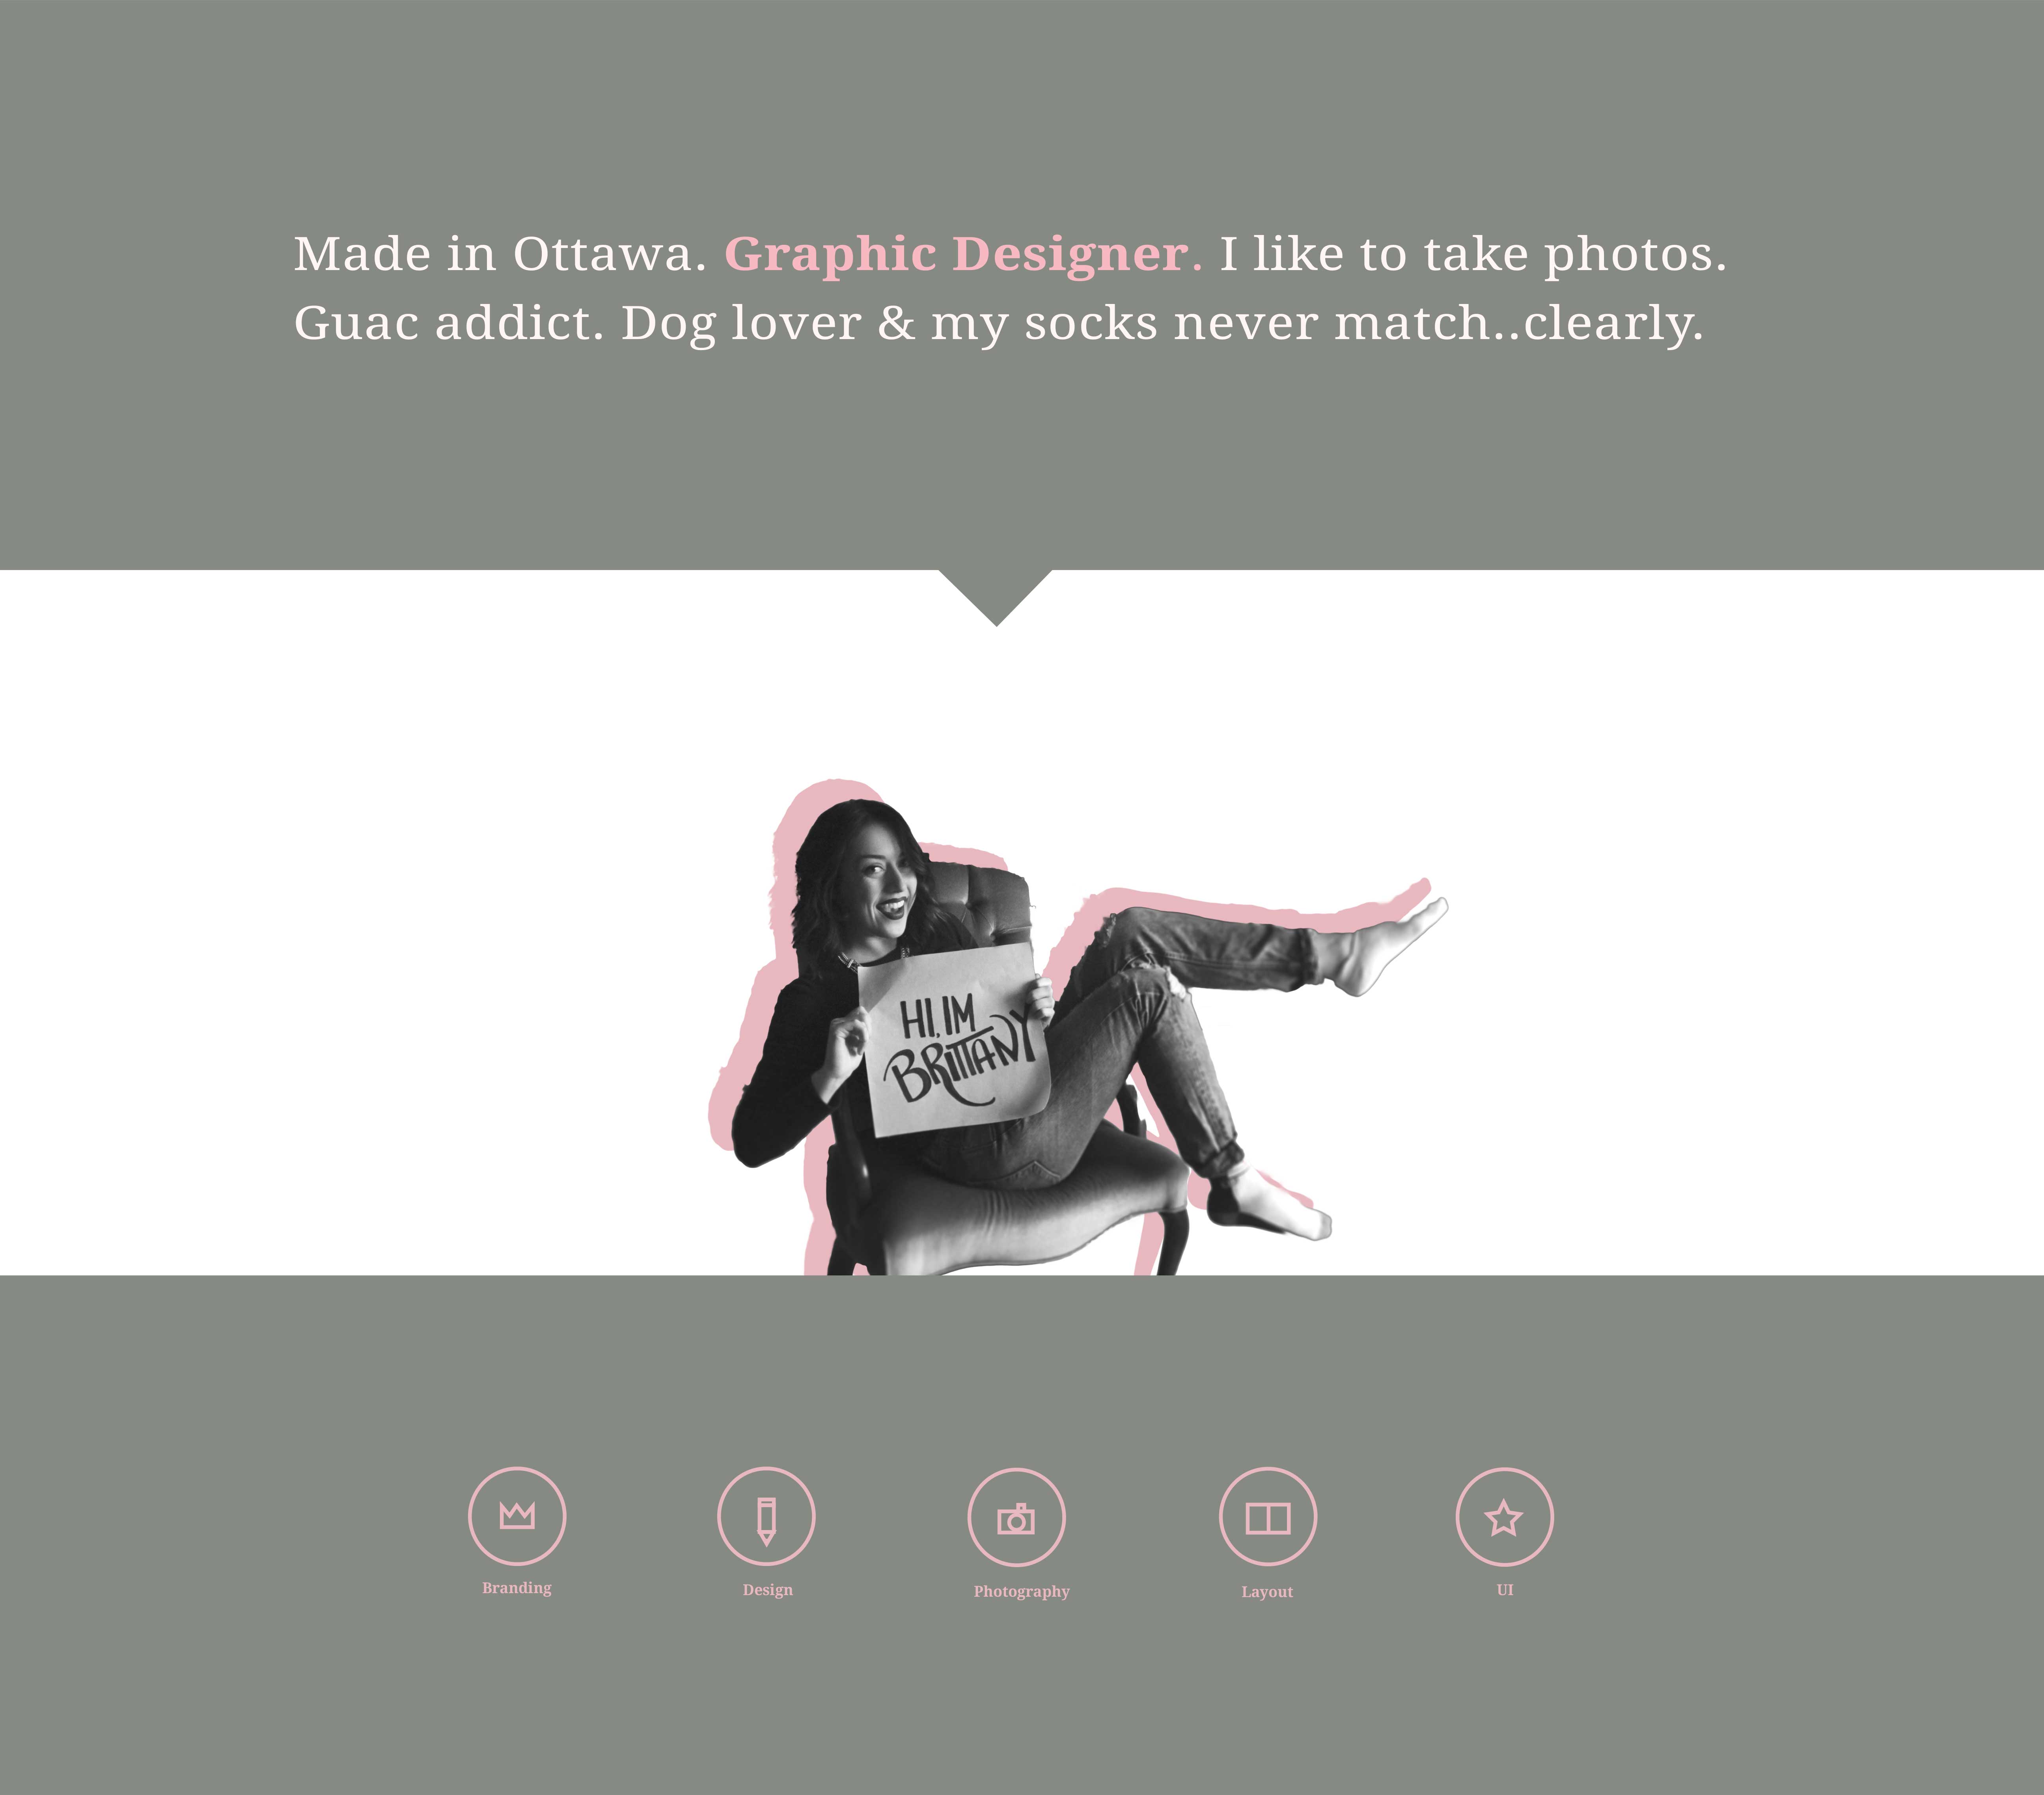 Made in Ottawa. Graphic Designer. I like to take photos.
Guac addict. Dog lover & my socks never match..clearly.
HI, IM
BRITTANY
Branding
Design
Photography
Layout
UI